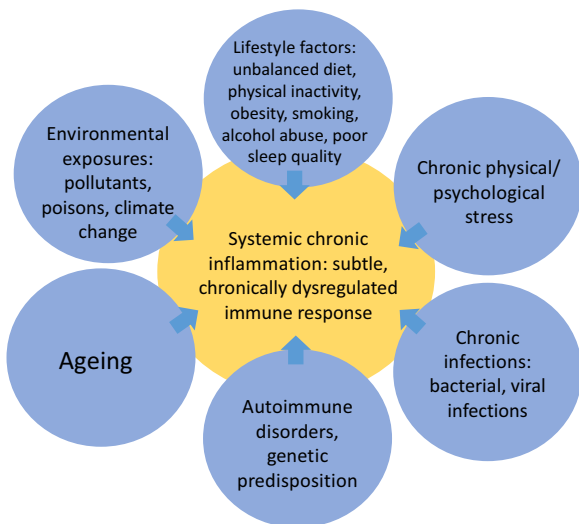 Lifestyle factors:
unbalanced diet,
physical inactivity,
obesity, smoking,
alcohol abuse, poor
sleep quality
Environmental
exposures:
pollutants,
poisons, climate
change
Chronic physical/
psychological
stress
Systemic chronic
inflammation: subtle,
chronically dysregulated
immune response
Ageing
Chronic
infections:
bacterial, viral
infections
Autoimmune
disorders,
genetic
predisposition